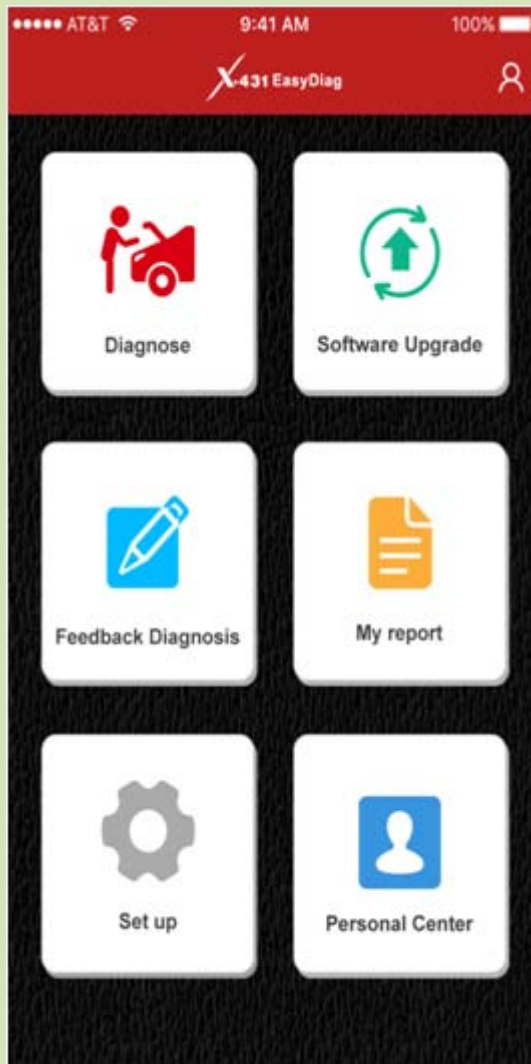 AT&T 9:41 AM 100%
X-431 EasyDiag
Diagnose Software Upgrade
Feedback Diagnosis My report
Set up Personal Center